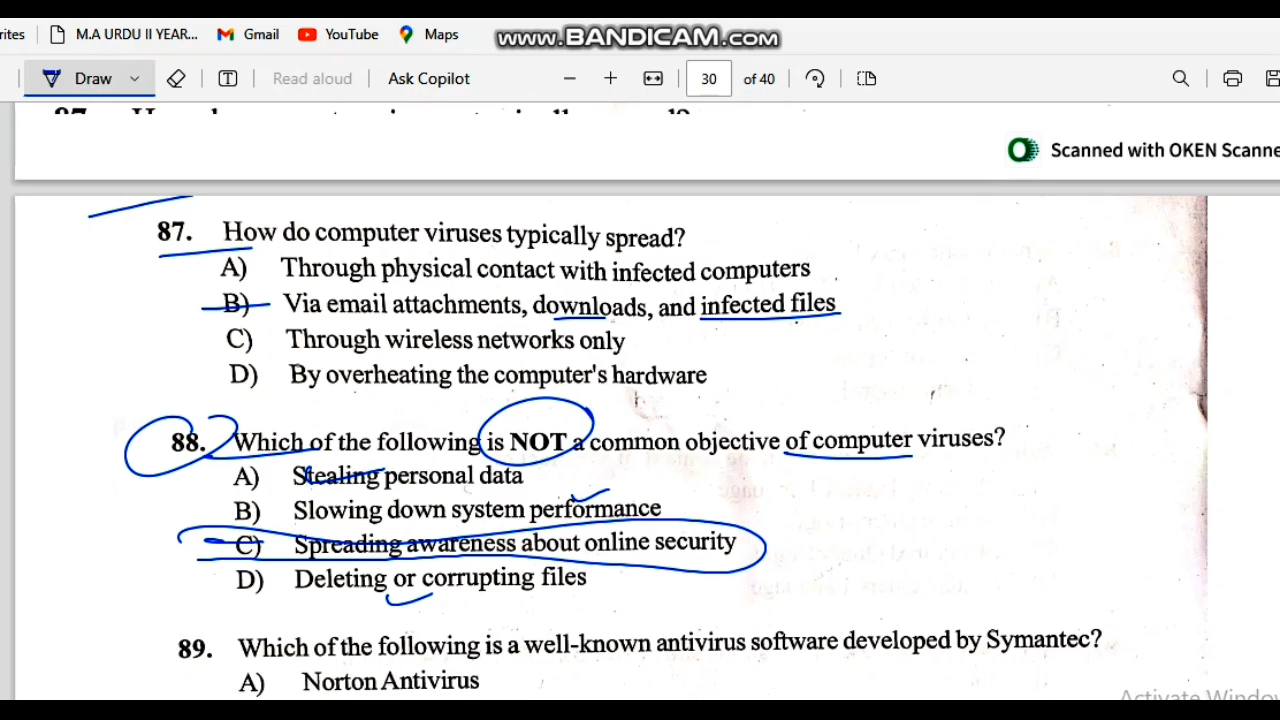 rites M.A URDU II YEAR... Gmail YouTube Maps www.BANDICAM.com
Draw Read aloud Ask Copilot 30 of 40
Scanned with OKEN Scanne
87. How do computer viruses typically spread?
A) Through physical contact with infected computers
B) Via email attachments, downloads, and infected files
C) Through wireless networks only
D) By overheating the computer's hardware
88. Which of the following is NOT a common objective of computer viruses?
A) Stealing personal data
B) Slowing down system performance
C) Spreading awareness about online security
D) Deleting or corrupting files
89. Which of the following is a well-known antivirus software developed by Symantec?
A) Norton Antivirus